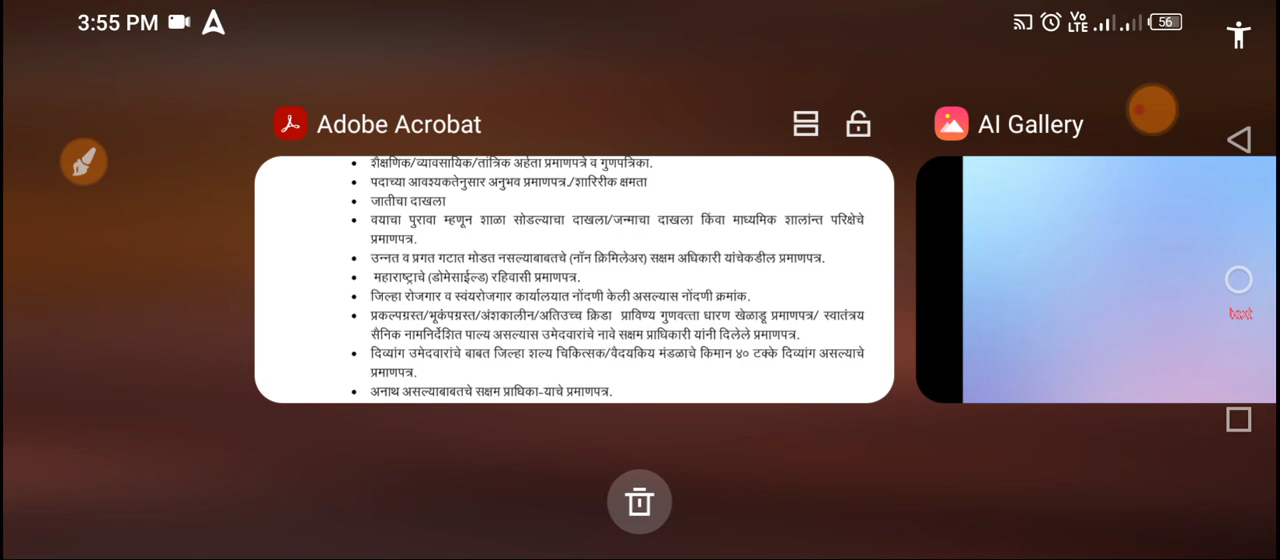 3:55 PM
Vo LTE 56
Adobe Acrobat
AI Gallery
• शैक्षणिक/व्यावसायिक/तांत्रिक अर्हता प्रमाणपत्रे व गुणपत्रिका.
• पदाच्या आवश्यकतेनुसार अनुभव प्रमाणपत्र./शारिरीक क्षमता
• जातीचा दाखला
• वयाचा पुरावा म्हणून शाळा सोडल्याचा दाखला/जन्माचा दाखला किंवा माध्यमिक शालांन्त परिक्षेचे
प्रमाणपत्र.
• उन्नत व प्रगत गटात मोडत नसल्याबाबतचे (नॉन क्रिमिलेअर) सक्षम अधिकारी यांचेकडील प्रमाणपत्र.
• महाराष्ट्राचे (डोमेसाईल्ड) रहिवासी प्रमाणपत्र.
• जिल्हा रोजगार व स्वंयरोजगार कार्यालयात नोंदणी केली असल्यास नोंदणी क्रमांक.
• प्रकल्पग्रस्त/भूकंपग्रस्त/अंशकालीन/अतिउच्च क्रिडा प्राविण्य गुणवत्ता धारण खेळाडू प्रमाणपत्र/ स्वातंत्रय
सैनिक नामनिर्देशित पाल्य असल्यास उमेदवारांचे नावे सक्षम प्राधिकारी यांनी दिलेले प्रमाणपत्र.
• दिव्यांग उमेदवारांचे बाबत जिल्हा शल्य चिकित्सक/वैदयकिय मंडळाचे किमान ४० टक्के दिव्यांग असल्याचे
प्रमाणपत्र.
• अनाथ असल्याबाबतचे सक्षम प्राधिका-याचे प्रमाणपत्र.
text